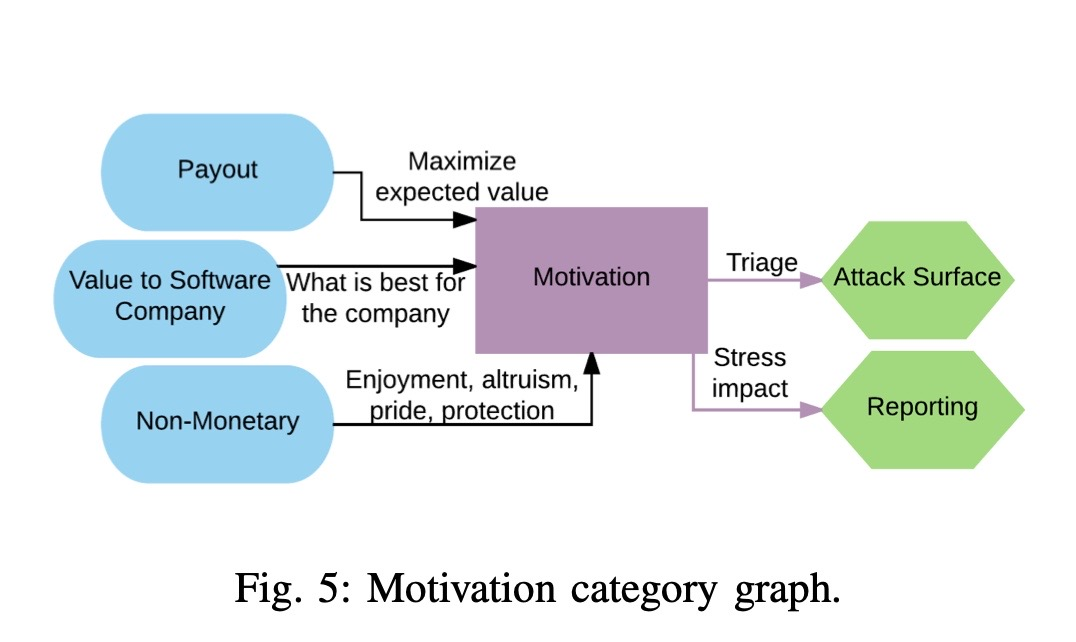 Payout
Maximize
expected value
Value to Software
Company
What is best for
the company
Non-Monetary
Enjoyment, altruism,
pride, protection
Motivation
Triage
Attack Surface
Stress
impact
Reporting
Fig. 5: Motivation category graph.